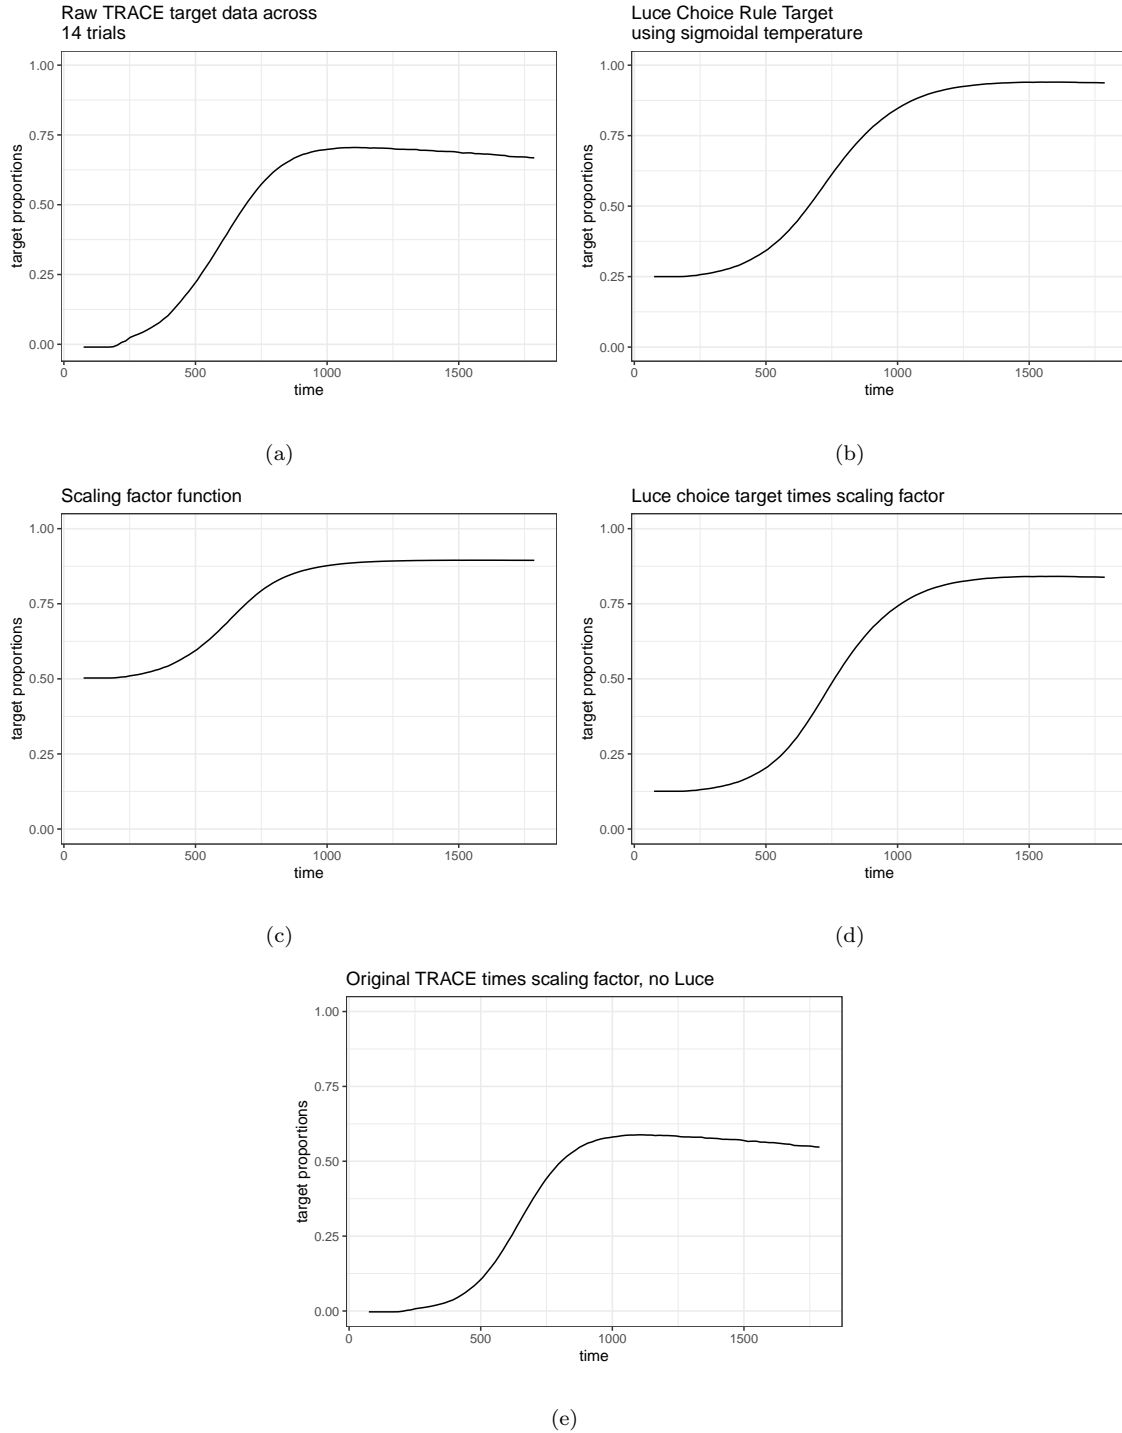 Raw TRACE target data across
14 trials
1.00
0.75
0.50
0.25
0.00
target proportions
0
500
1000
1500
time
(a)
Luce Choice Rule Target
using sigmoidal temperature
1.00
0.75
0.50
0.25
0.00
target proportions
0
500
1000
1500
time
(b)
Scaling factor function
1.00
0.75
0.50
0.25
0.00
target proportions
0
500
1000
1500
time
(c)
Luce choice target times scaling factor
1.00
0.75
0.50
0.25
0.00
target proportions
0
500
1000
1500
time
(d)
Original TRACE times scaling factor, no Luce
1.00
0.75
0.50
0.25
0.00
target proportions
0
500
1000
1500
time
(e)